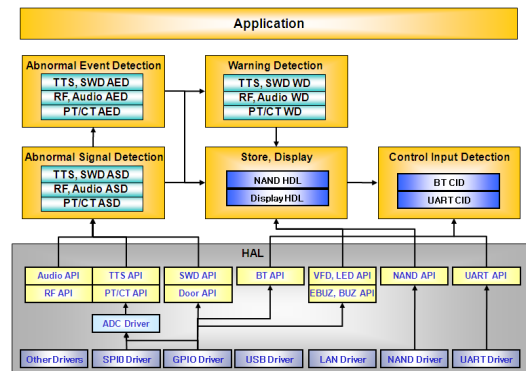 Application
Abnormal Event Detection
TTS, SWD AED
RF, Audio AED
PT/CT AED
Warning Detection
TTS, SWD WD
RF, Audio WD
PT/CT WD
Abnormal Signal Detection
TTS, SWD ASD
RF, Audio ASD
PT/CT ASD
Store, Display
NAND HDL
Display HDL
Control Input Detection
BT CID
UART CID
HAL
Audio API
TTS API
SWD API
BT API
VFD, LED API
NAND API
UART API
RF API
PT/CT API
Door API
EBUZ, BUZ API
ADC Driver
Other Drivers
SPI0 Driver
GPIO Driver
USB Driver
LAN Driver
NAND Driver
UART Driver